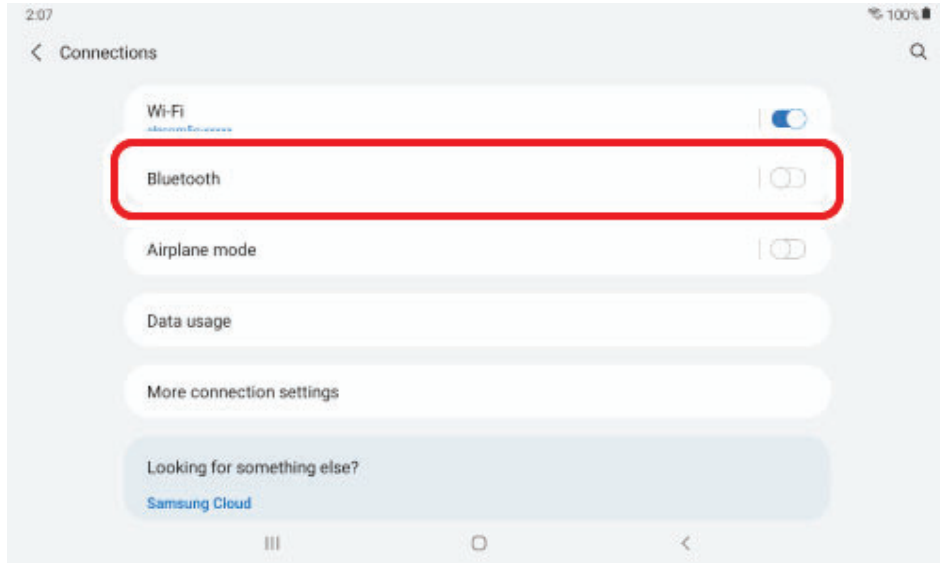 2:07
100%
Connections
Wi-Fi
Bluetooth
Airplane mode
Data usage
More connection settings
Looking for something else?
Samsung Cloud